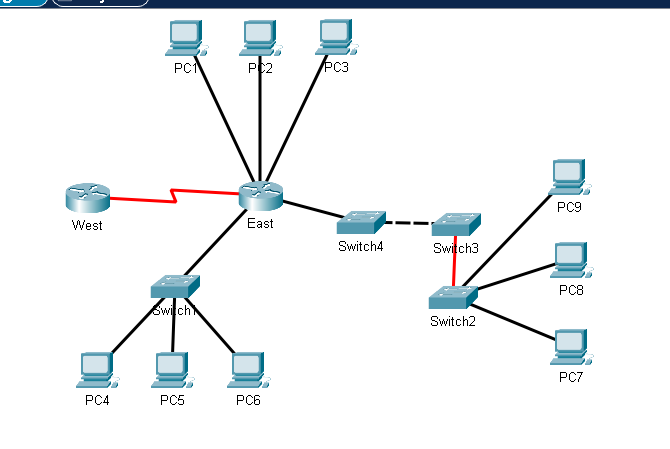 PC1
PC2
PC3
West
East
Switch4
Switch3
PC9
PC8
Switch2
PC7
Switch1
PC4
PC5
PC6